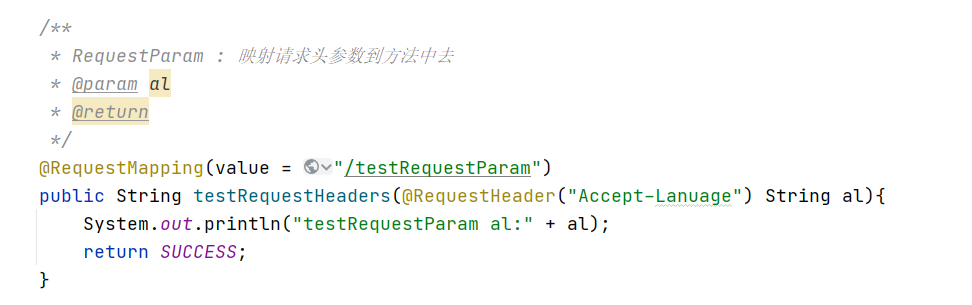 /**
 * RequestParam : 映射请求头参数到方法中去
 * @param al
 * @return
 */
@RequestMapping(value = "/testRequestParam")
public String testRequestHeaders(@RequestHeader("Accept-Lanuage") String al){
    System.out.println("testRequestParam al:" + al);
    return SUCCESS;
}